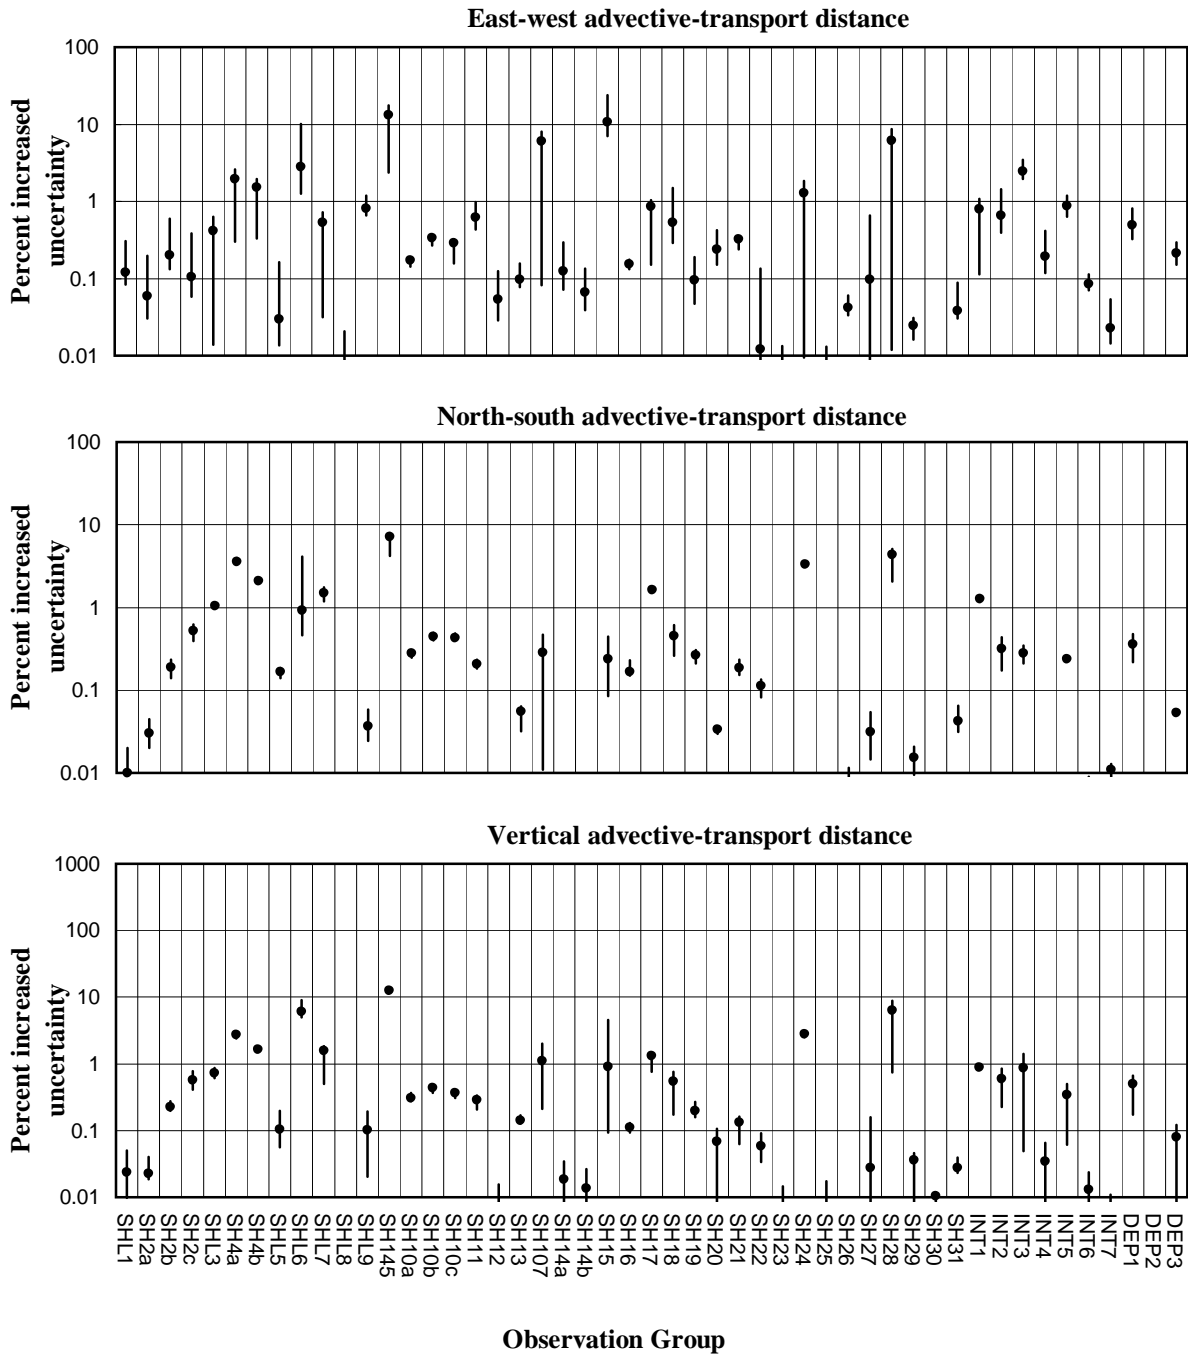 East-west advective-transport distance
100
10
1
0.1
0.01
Percent increased
uncertainty
North-south advective-transport distance
100
10
1
0.1
0.01
Percent increased
uncertainty
Vertical advective-transport distance
1000
100
10
1
0.1
0.01
Percent increased
uncertainty
SHL1
SH2a
SH2b
SH2c
SHL3
SH4a
SH4b
SHL5
SHL6
SHL7
SHL8
SHL9
SH145
SH10a
SH10b
SH10c
SH11
SH12
SH13
SH107
SH14a
SH14b
SH15
SH16
SH17
SH18
SH19
SH20
SH21
SH22
SH23
SH24
SH25
SH26
SH27
SH28
SH29
SH30
SH31
INT1
INT2
INT3
INT4
INT5
INT6
INT7
DEP1
DEP2
DEP3
Observation Group